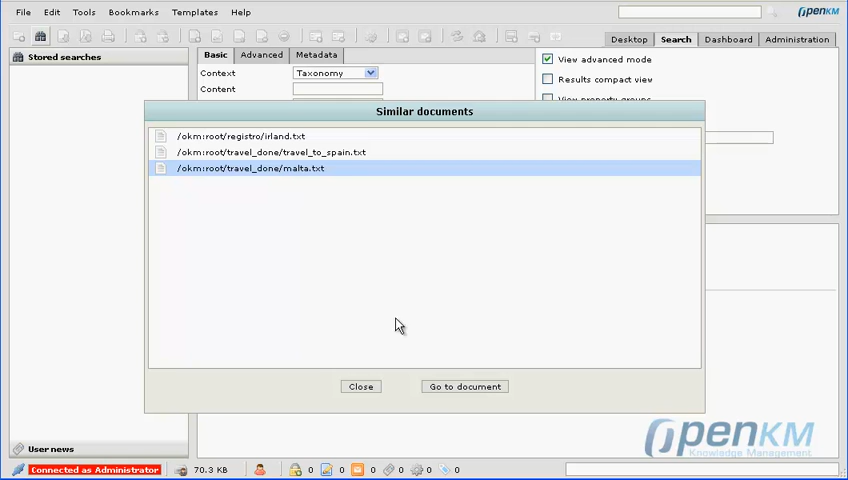 File Edit Tools Bookmarks Templates Help
OPENKM
Desktop Search Dashboard Administration
Stored searches
Basic Advanced Metadata
View advanced mode
Context Taxonomy
Results compact view
Content
View property groups
Similar documents
/okm:root/registro/irland.txt
/okm:root/travel_done/travel_to_spain.txt
/okm:root/travel_done/malta.txt
Close Go to document
User news
OPENKM
Knowledge Management
Connected as Administrator 70.3 KB 0 0 0 0 0 0